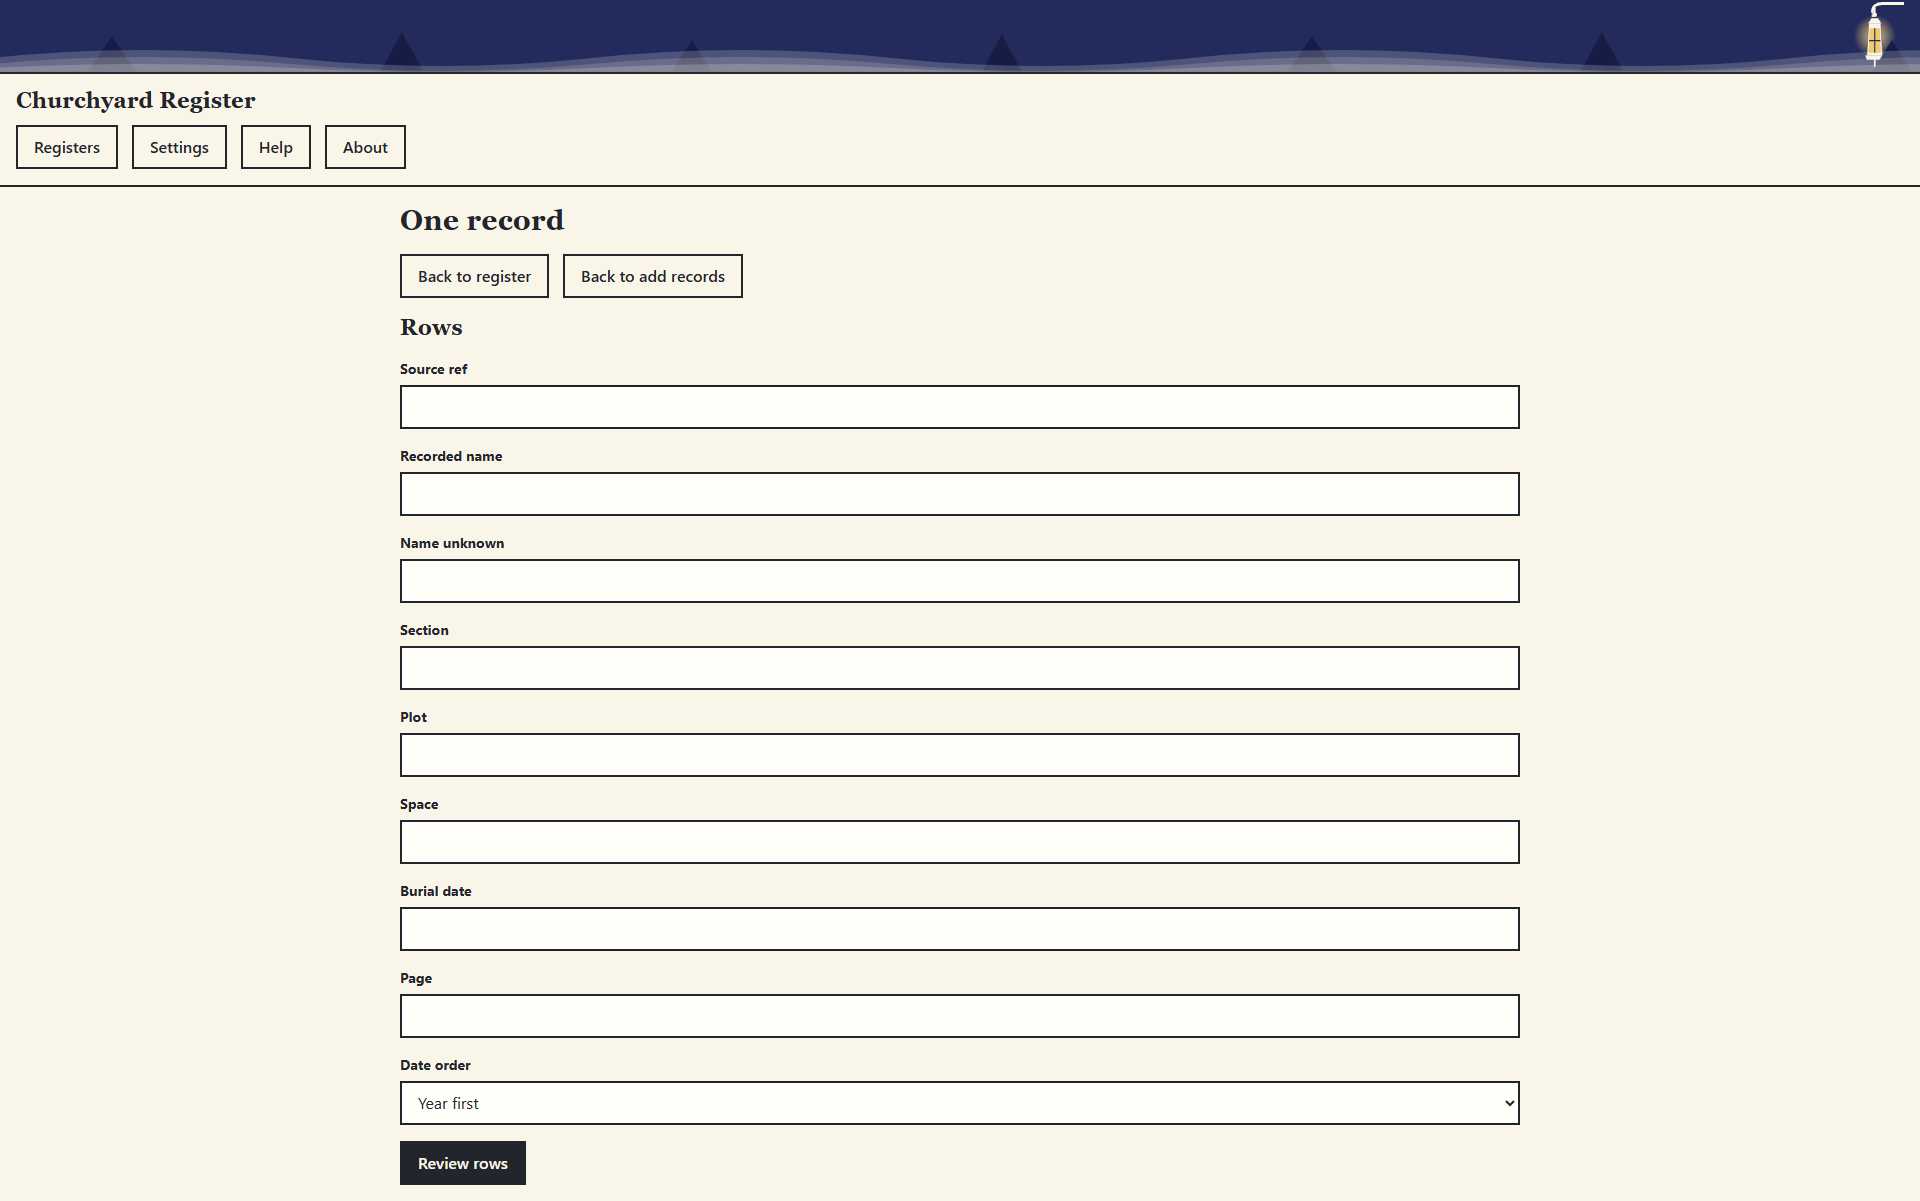 Churchyard Register
Registers Settings Help About
One record
Back to register Back to add records
Rows
Source ref
Recorded name
Name unknown
Section
Plot
Space
Burial date
Page
Date order
Year first
Review rows